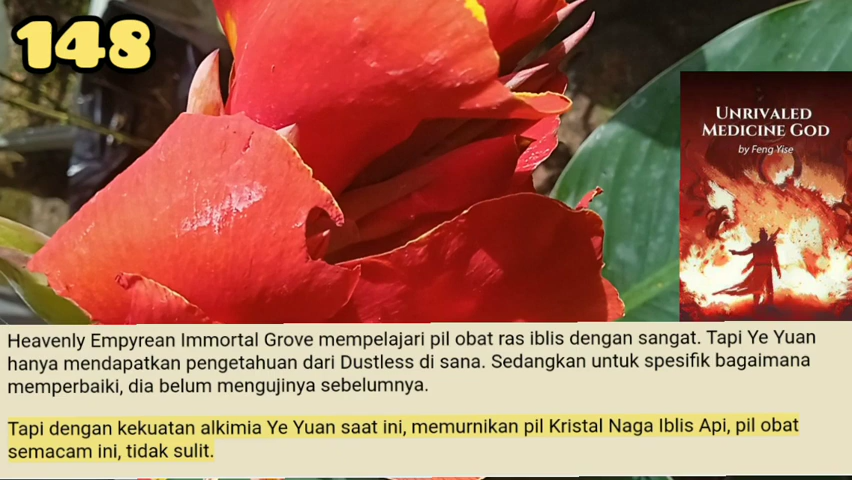 148
UNRIVALED
MEDICINE GOD
by Feng Yise
Heavenly Empyrean Immortal Grove mempelajari pil obat ras iblis dengan sangat. Tapi Ye Yuan
hanya mendapatkan pengetahuan dari Dustless di sana. Sedangkan untuk spesifik bagaimana
memperbaiki, dia belum mengujinya sebelumnya.
Tapi dengan kekuatan alkimia Ye Yuan saat ini, memurnikan pil Kristal Naga Iblis Api, pil obat
semacam ini, tidak sulit.